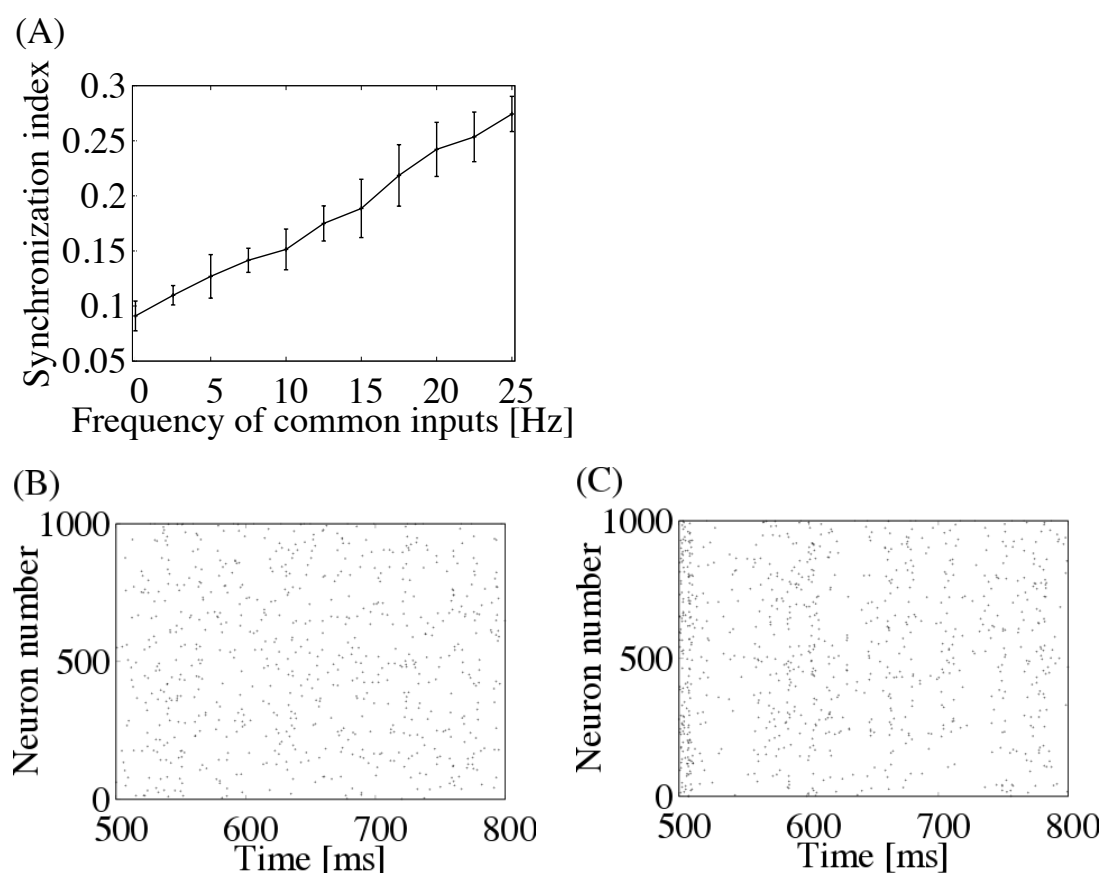 (A)
Synchronization index
0.3
0.25
0.2
0.15
0.1
0.05
0 5 10 15 20 25
Frequency of common inputs [Hz]
(B)
Neuron number
1000
500
0
500 600 700 800
Time [ms]
(C)
Neuron number
1000
500
0
500 600 700 800
Time [ms]